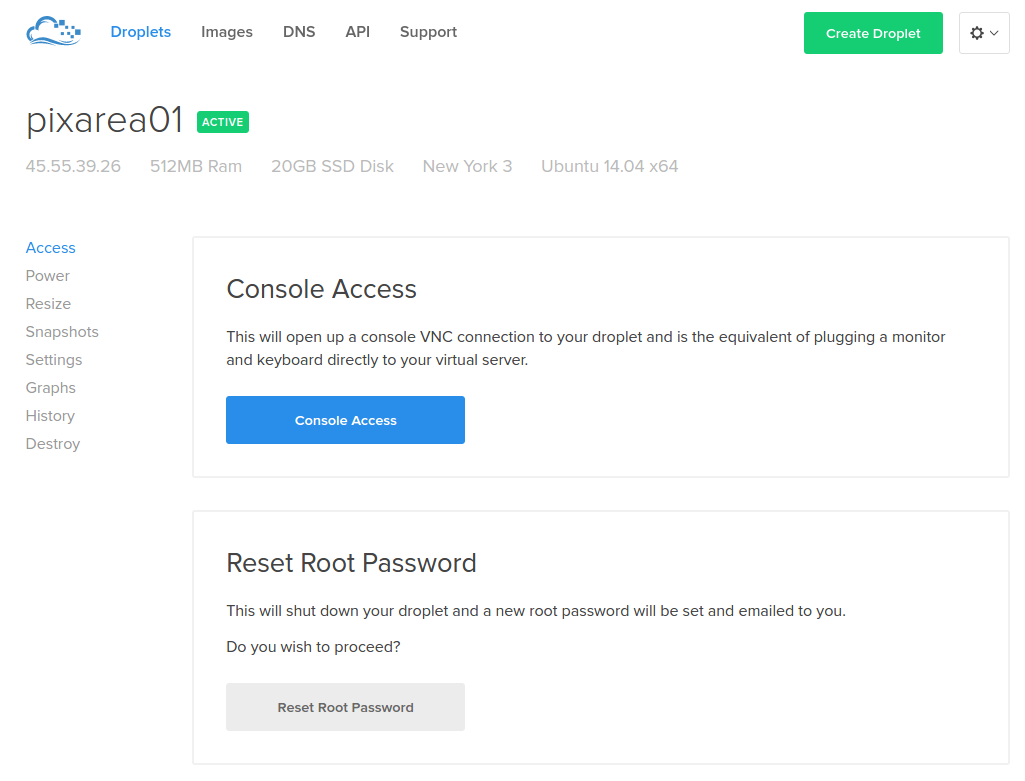 Droplets Images DNS API Support Create Droplet
pixarea01 ACTIVE
45.55.39.26 512MB Ram 20GB SSD Disk New York 3 Ubuntu 14.04 x64
Access
Power
Resize
Snapshots
Settings
Graphs
History
Destroy
Console Access
This will open up a console VNC connection to your droplet and is the equivalent of plugging a monitor
and keyboard directly to your virtual server.
Console Access
Reset Root Password
This will shut down your droplet and a new root password will be set and emailed to you.
Do you wish to proceed?
Reset Root Password